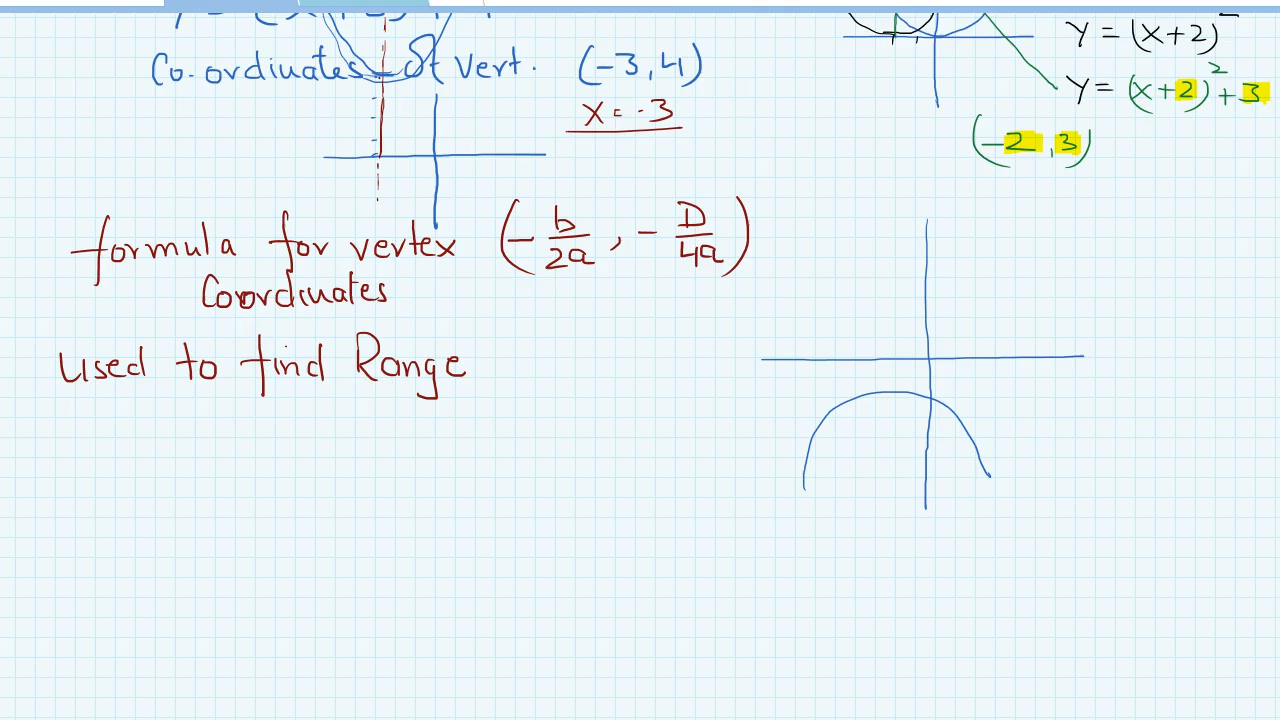 Co.ordinates of Vert. (-3,4)
x = -3
y = (x+2)²
y = (x+2)² + 3
(-2,3)
formula for vertex (-b/2a, -D/4a)
Coordinates
used to find Range